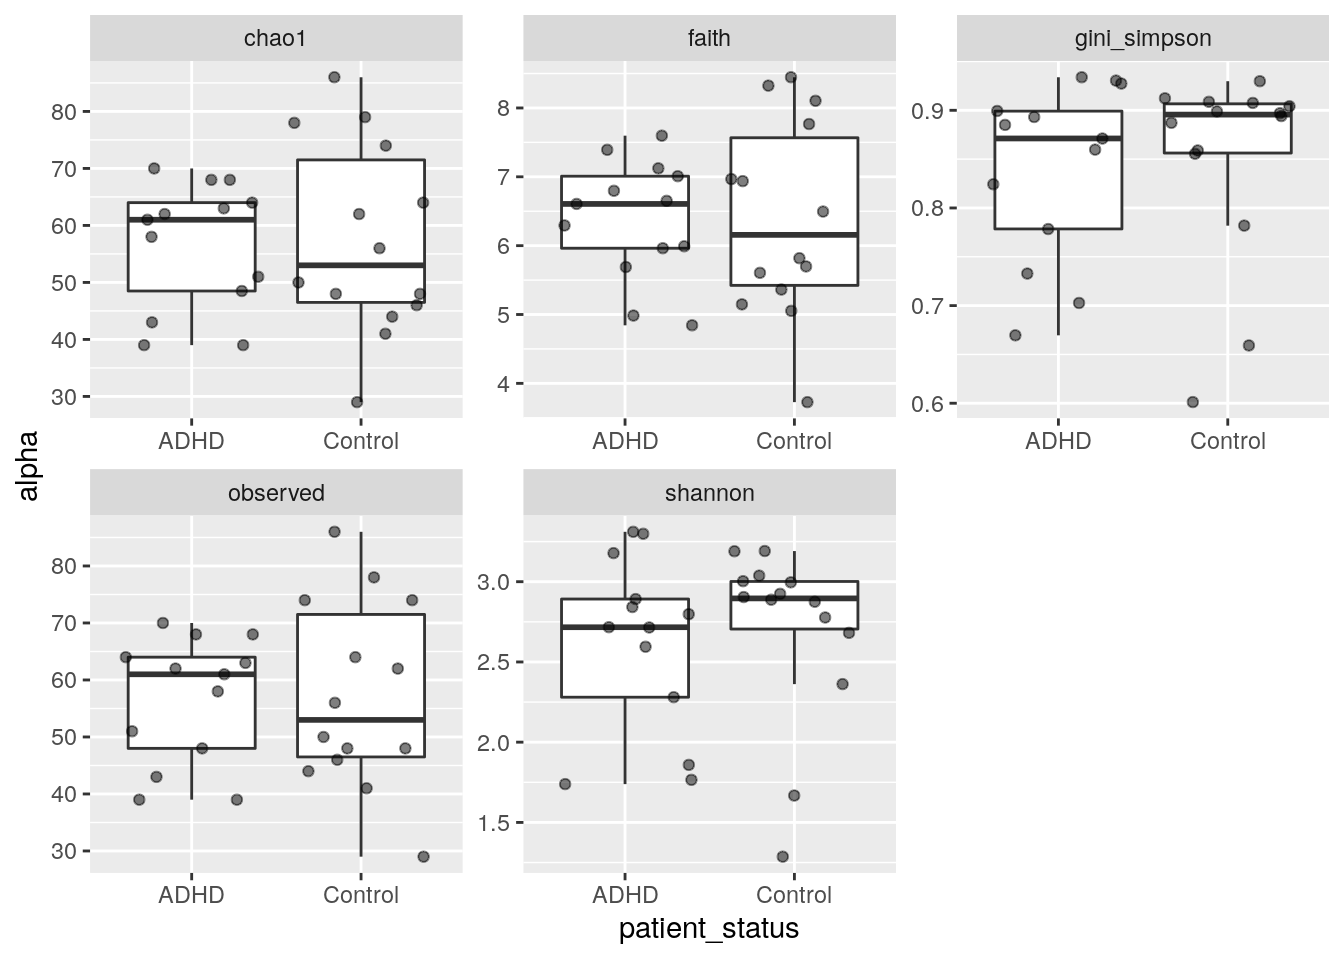 chao1
faith
gini_simpson
80
70
60
50
40
30
8
7
6
5
4
0.9
0.8
0.7
0.6
ADHD Control
ADHD Control
ADHD Control
alpha
observed
shannon
80
70
60
50
40
30
3.0
2.5
2.0
1.5
ADHD Control
ADHD Control
patient_status